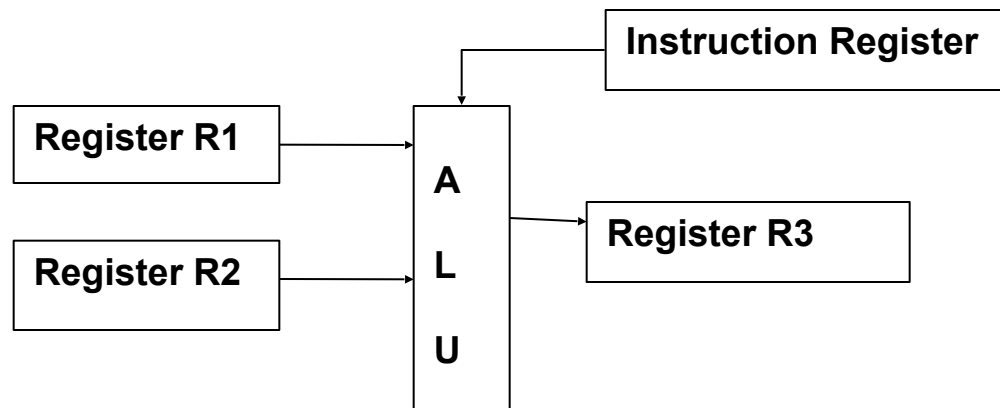 Instruction Register
Register R1
A
L
U
Register R2
Register R3